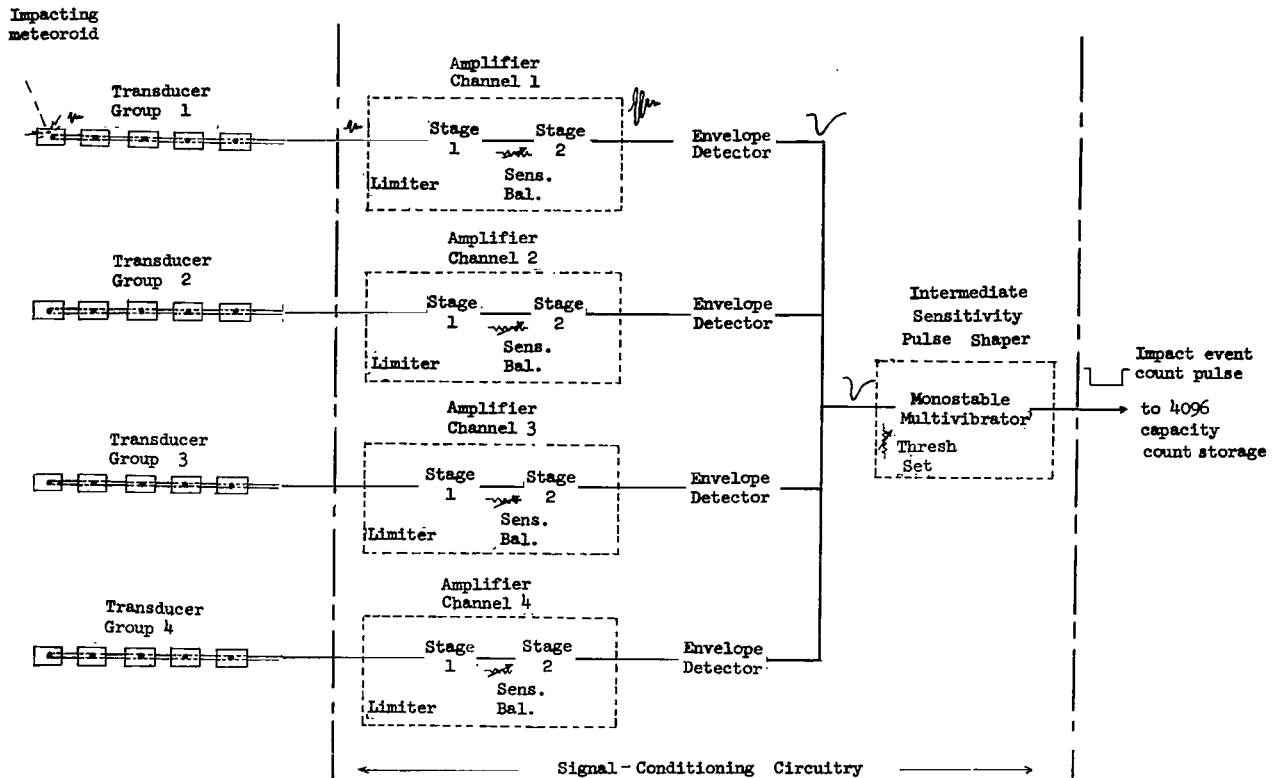 Impacting
meteoroid
Transducer
Group 1
Amplifier
Channel 1
Stage
1
Stage
2
Sens.
Bal.
Limiter
Envelope
Detector
Transducer
Group 2
Amplifier
Channel 2
Stage
1
Stage
2
Sens.
Bal.
Limiter
Envelope
Detector
Intermediate
Sensitivity
Pulse Shaper
Monostable
Multivibrator
Thresh
Set
Impact event
count pulse
to 4096
capacity
count storage
Transducer
Group 3
Amplifier
Channel 3
Stage
1
Stage
2
Sens.
Bal.
Limiter
Envelope
Detector
Transducer
Group 4
Amplifier
Channel 4
Stage
1
Stage
2
Sens.
Bal.
Limiter
Envelope
Detector
Signal-Conditioning Circuitry